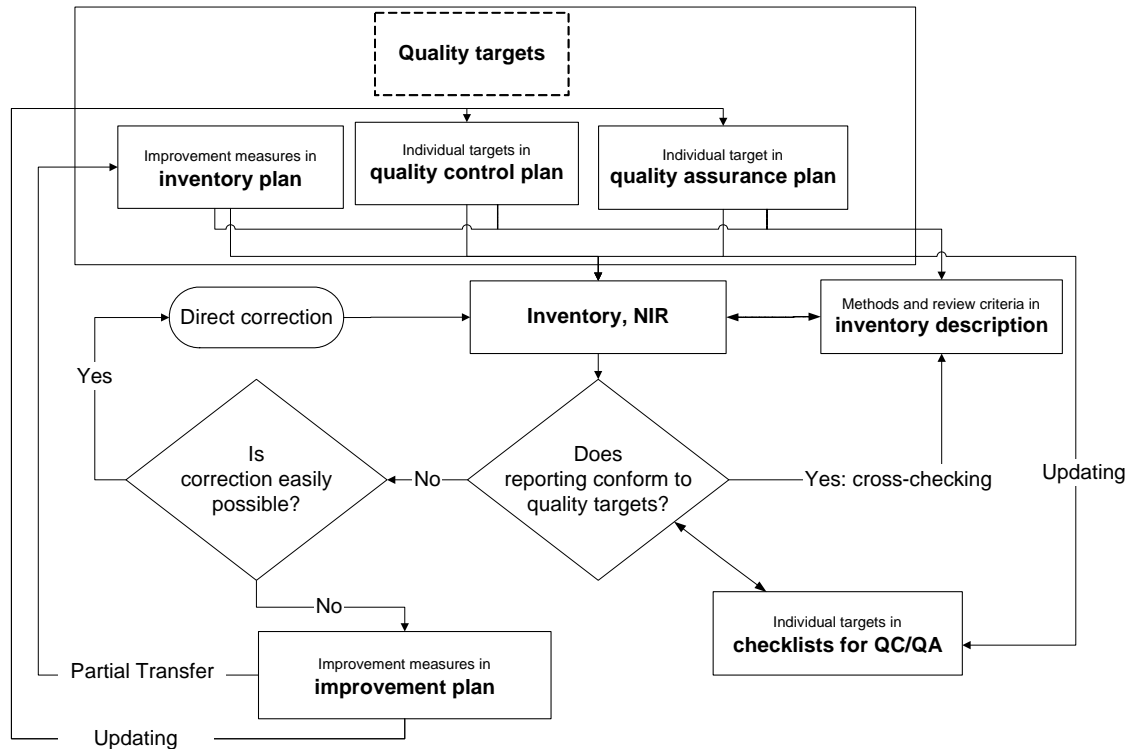 Quality targets
Improvement measures in
inventory plan
Individual targets in
quality control plan
Individual target in
quality assurance plan
Direct correction
Inventory, NIR
Methods and review criteria in
inventory description
Yes
Is
correction easily
possible?
No
Does
reporting conform to
quality targets?
Yes: cross-checking
Updating
No
Individual targets in
checklists for QC/QA
Partial Transfer
Improvement measures in
improvement plan
Updating